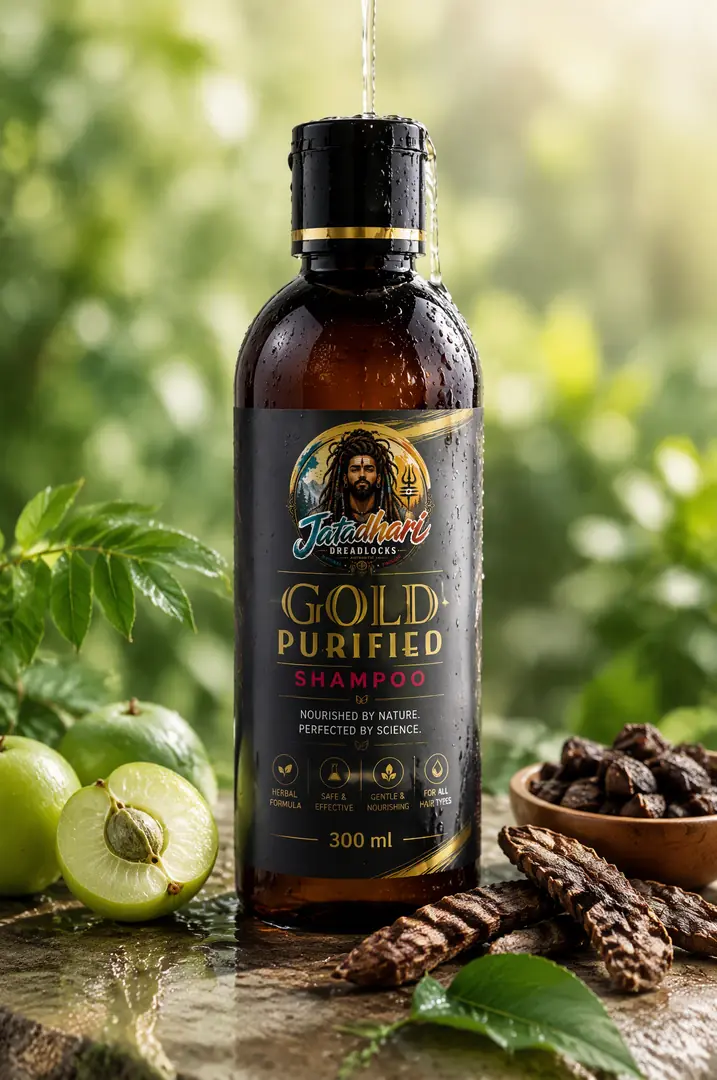 Jatadhari
DREADLOCKS
GOLD
PURIFIED
SHAMPOO
NOURISHED BY NATURE.
PERFECTED BY SCIENCE.
HERBAL
FORMULA
SAFE &
EFFECTIVE
GENTLE &
NOURISHING
FOR ALL
HAIR TYPES
300 ml